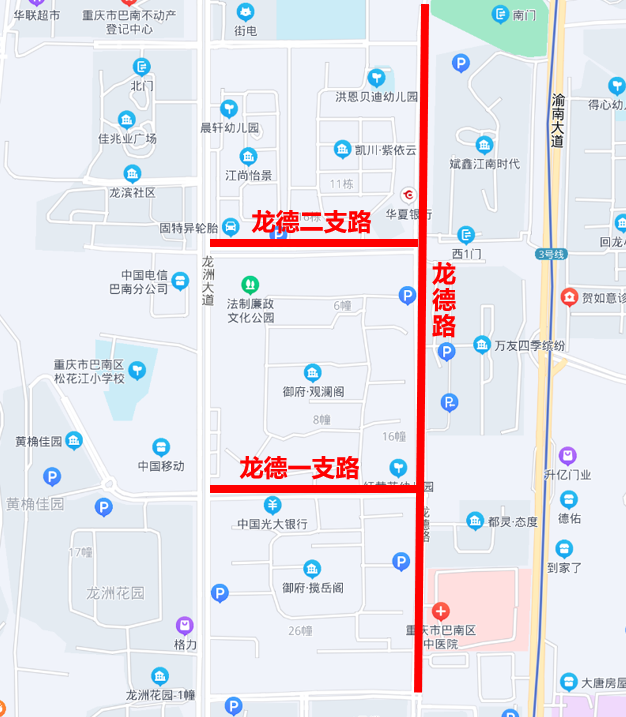 华联超市
重庆市巴南不动产
登记中心
街电
南门
北门
洪恩贝迪幼儿园
晨轩幼儿园
渝南大道
得心幼儿
佳兆业广场
凯川·紫依云
斌鑫江南时代
江尚怡景
龙滨社区
11栋
华夏银行
固特异轮胎
龙德二支路
回龙小
西1门
3号线
龙洲大道
龙德路
中国电信
巴南分公司
法制廉政
文化公园
6幢
贺如意诊
万友四季缤纷
重庆市巴南区
松花江小学校
御府·观澜阁
8幢
16幢
黄桷佳园
中国移动
龙德一支路
升亿门业
黄桷佳园
中国光大银行
龙德路
都灵·态度
德佑
17幢
到家了
御府·揽岳阁
龙洲花园
26幢
重庆市巴南区
中医院
格力
龙洲花园-1幢
大唐房屋